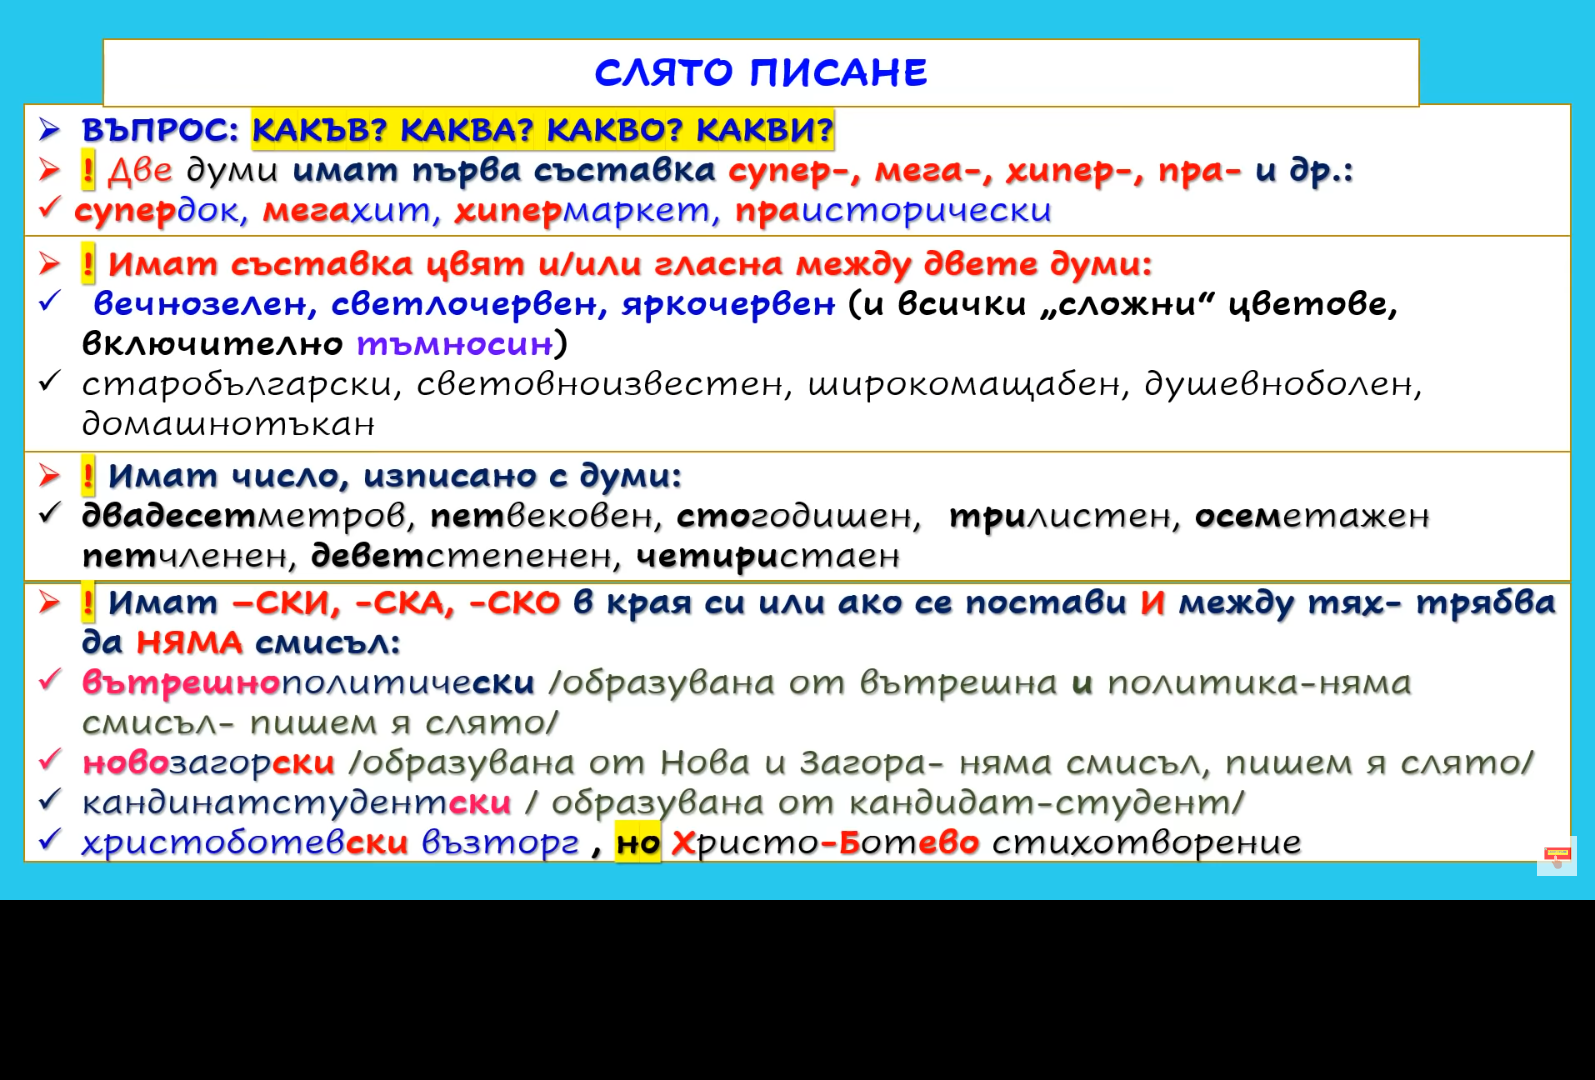 СЛЯТО ПИСАНЕ
➢ ВЪПРОС: КАКЪВ? КАКВА? КАКВО? КАКВИ?
➢ ! Две думи имат първа съставка супер-, мега-, хипер-, пра- и др.:
✓ супердок, мегахит, хипермаркет, праисторически
➢ ! Имат съставка цвят и/или гласна между двете думи:
✓ вечнозелен, светлочервен, яркочервен (и всички „сложни“ цветове,
включително тъмносин)
✓ старобългарски, световноизвестен, широкомащабен, душевноболен,
домашнотъкан
➢ ! Имат число, изписано с думи:
✓ двадесетметров, петвековен, стогодишен, трилистен, осеметажен
петчленен, деветстепенен, четиристаен
➢ ! Имат –СКИ, -СКА, -СКО в края си или ако се постави И между тях- трябва
да НЯМА смисъл:
✓ вътрешнополитически /образувана от вътрешна и политика-няма
смисъл- пишем я слято/
✓ новозагорски /образувана от Нова и Загора- няма смисъл, пишем я слято/
✓ кандинатстудентски / образувана от кандидат-студент/
✓ христоботевски възторг , но Христо-Ботево стихотворение